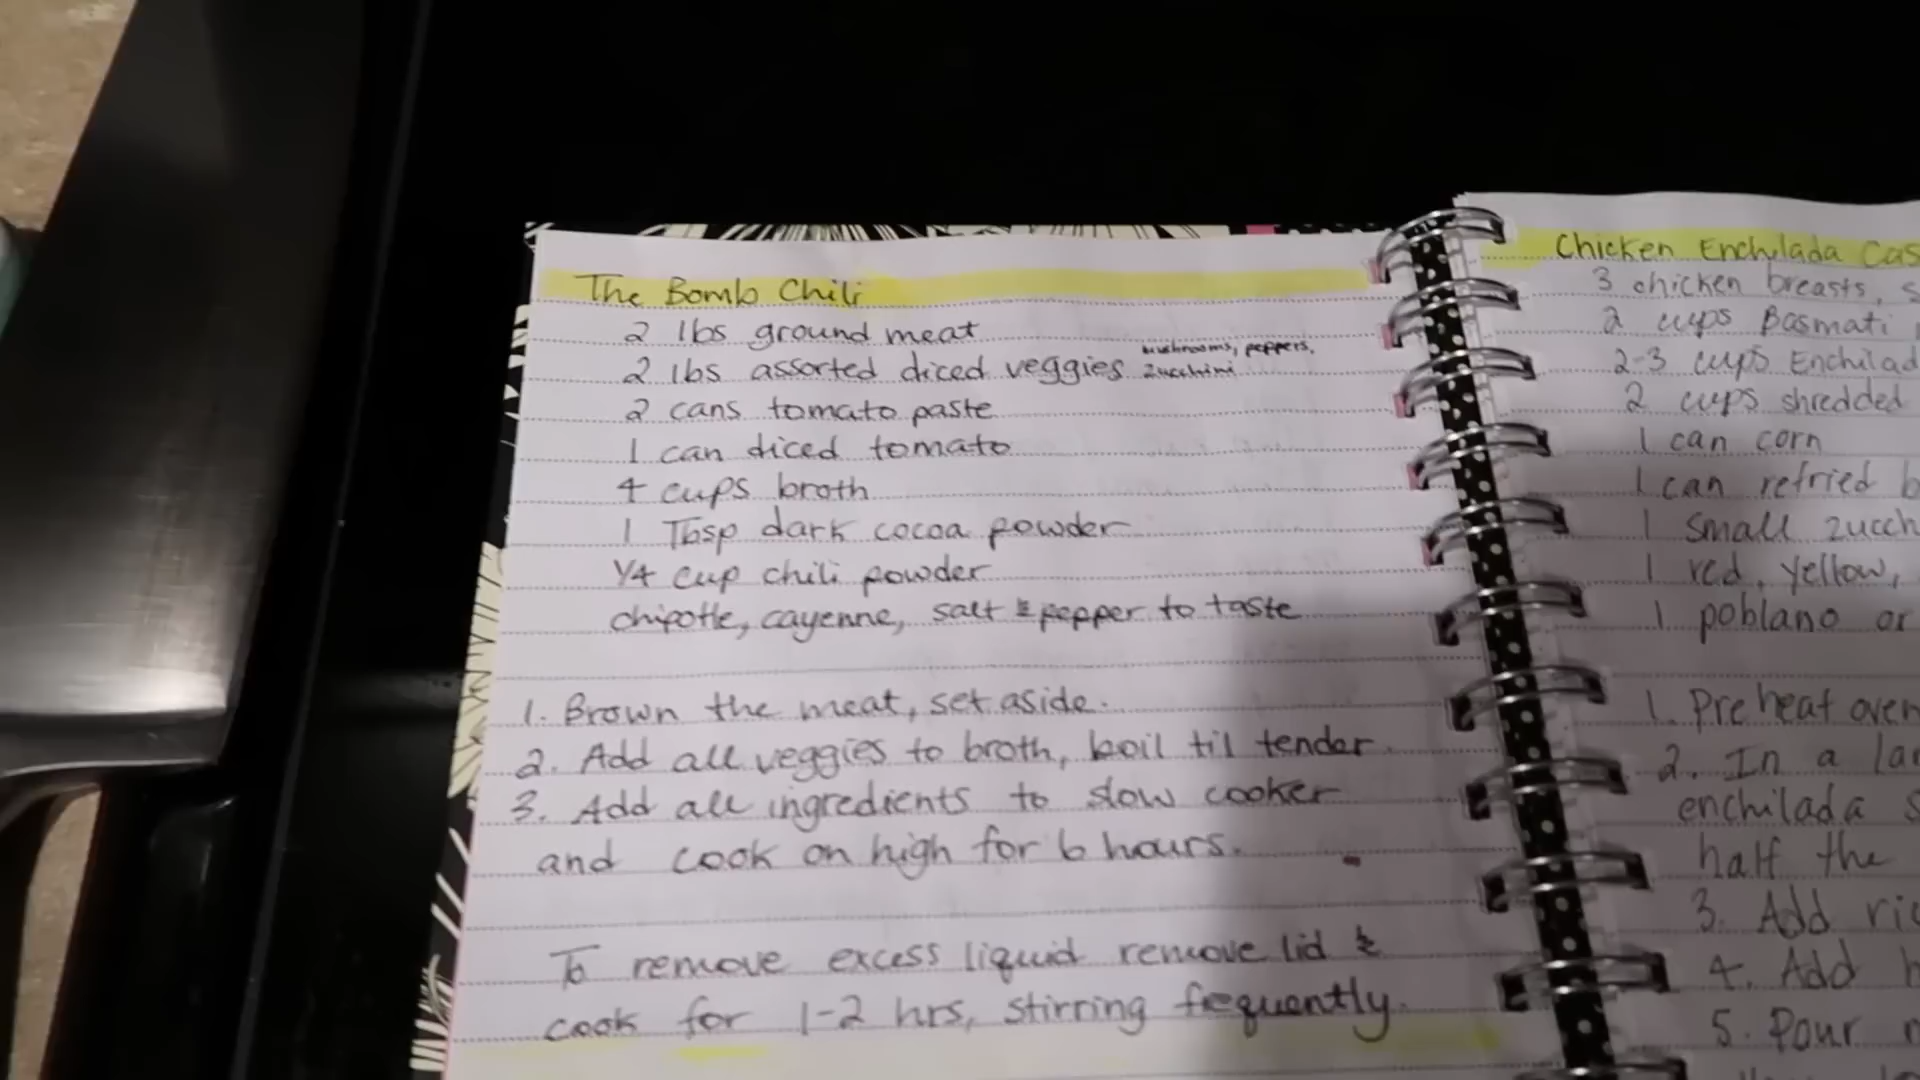 The Bomb Chili
2 lbs ground meat
2 lbs assorted diced veggies mushrooms, peppers,
zucchini
2 cans tomato paste
1 can diced tomato
4 cups broth
1 Tbsp dark cocoa powder
1/4 cup chili powder
chipotle, cayenne, salt & pepper to taste
1. Brown the meat, set aside.
2. Add all veggies to broth, boil til tender
3. Add all ingredients to slow cooker
and cook on high for 6 hours.
To remove excess liquid remove lid &
cook for 1-2 hrs, stirring frequently.
Chicken Enchilada Cas
3 chicken breasts, s
2 cups Basmati
2-3 cups Enchilad
2 cups shredded
1 can corn
1 can refried b
1 small zucch
1 red, yellow,
1 poblano or
1. Preheat oven
2. In a lar
enchilada s
half the
3. Add ric
4. Add
5. Pour